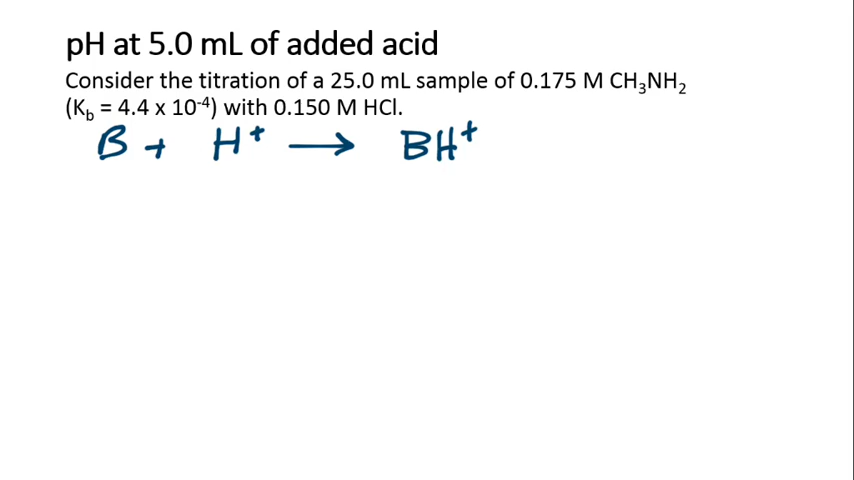 pH at 5.0 mL of added acid
Consider the titration of a 25.0 mL sample of 0.175 M CH₃NH₂
(K_b = 4.4 x 10⁻⁴) with 0.150 M HCl.
B + H⁺ ⟶ BH⁺